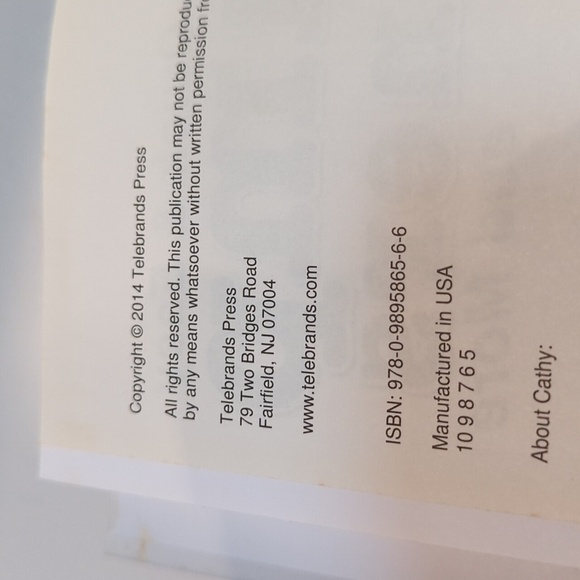 Copyright © 2014 Telebrands Press
All rights reserved. This publication may not be
by any means whatsoever without written permission
Telebrands Press
79 Two Bridges Road
Fairfield, NJ 07004
www.telebrands.com
ISBN: 978-0-9895865-6-6
Manufactured in USA
10 9 8 7 6 5
About Cathy: